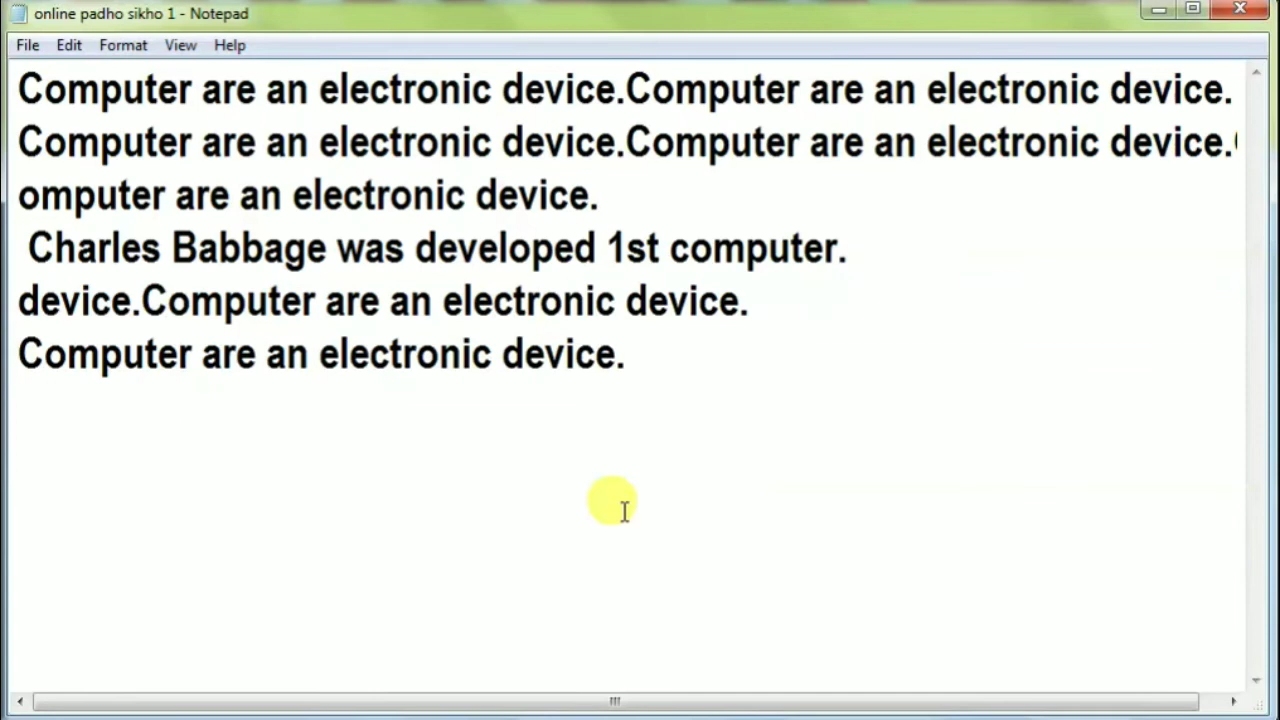 online padho sikho 1 - Notepad
File Edit Format View Help
Computer are an electronic device.Computer are an electronic device.
Computer are an electronic device.Computer are an electronic device.C
omputer are an electronic device.
Charles Babbage was developed 1st computer.
device.Computer are an electronic device.
Computer are an electronic device.